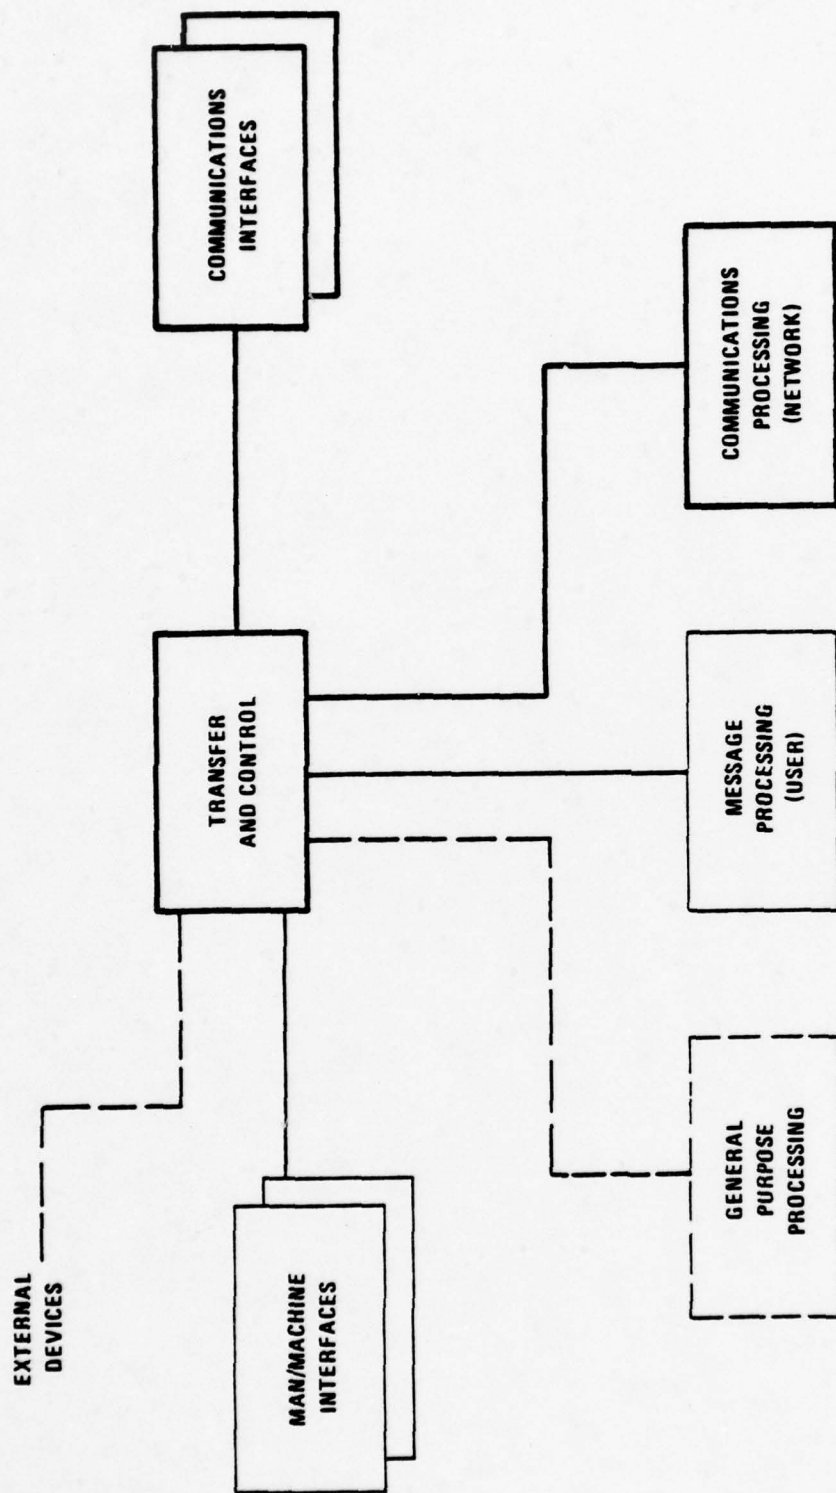 EXTERNAL
DEVICES
MAN/MACHINE
INTERFACES
TRANSFER
AND CONTROL
COMMUNICATIONS
INTERFACES
GENERAL
PURPOSE
PROCESSING
MESSAGE
PROCESSING
(USER)
COMMUNICATIONS
PROCESSING
(NETWORK)